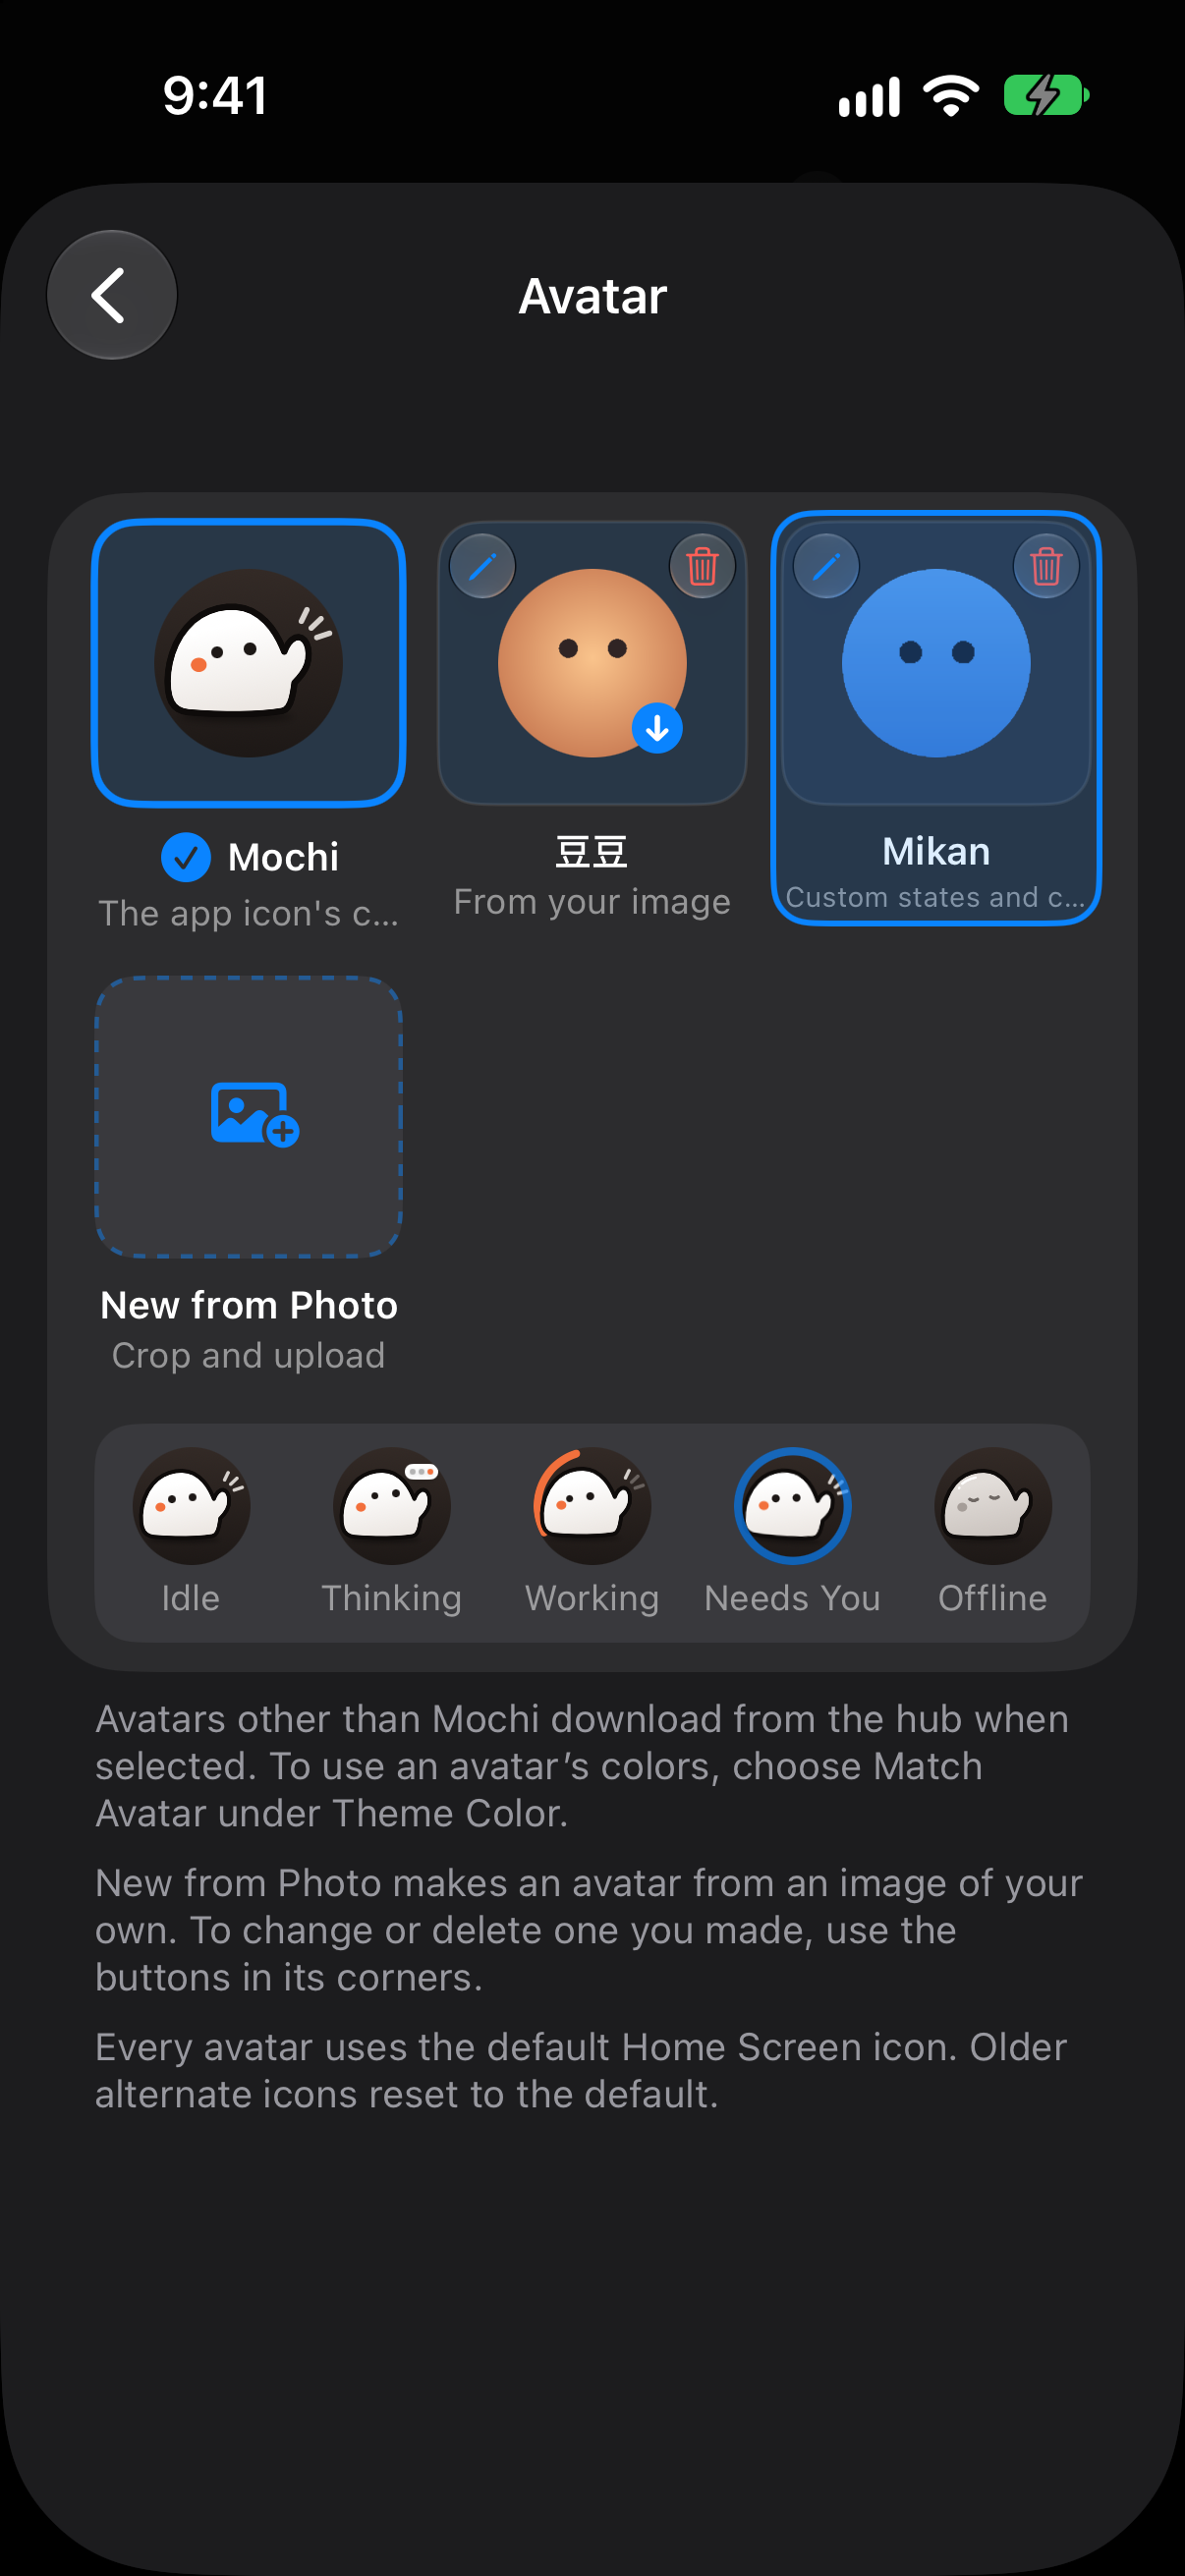 9:41
Avatar
Mochi
The app icon's c...
豆豆
From your image
Mikan
Custom states and c...
New from Photo
Crop and upload
Idle
Thinking
Working
Needs You
Offline
Avatars other than Mochi download from the hub when
selected. To use an avatar’s colors, choose Match
Avatar under Theme Color.
New from Photo makes an avatar from an image of your
own. To change or delete one you made, use the
buttons in its corners.
Every avatar uses the default Home Screen icon. Older
alternate icons reset to the default.